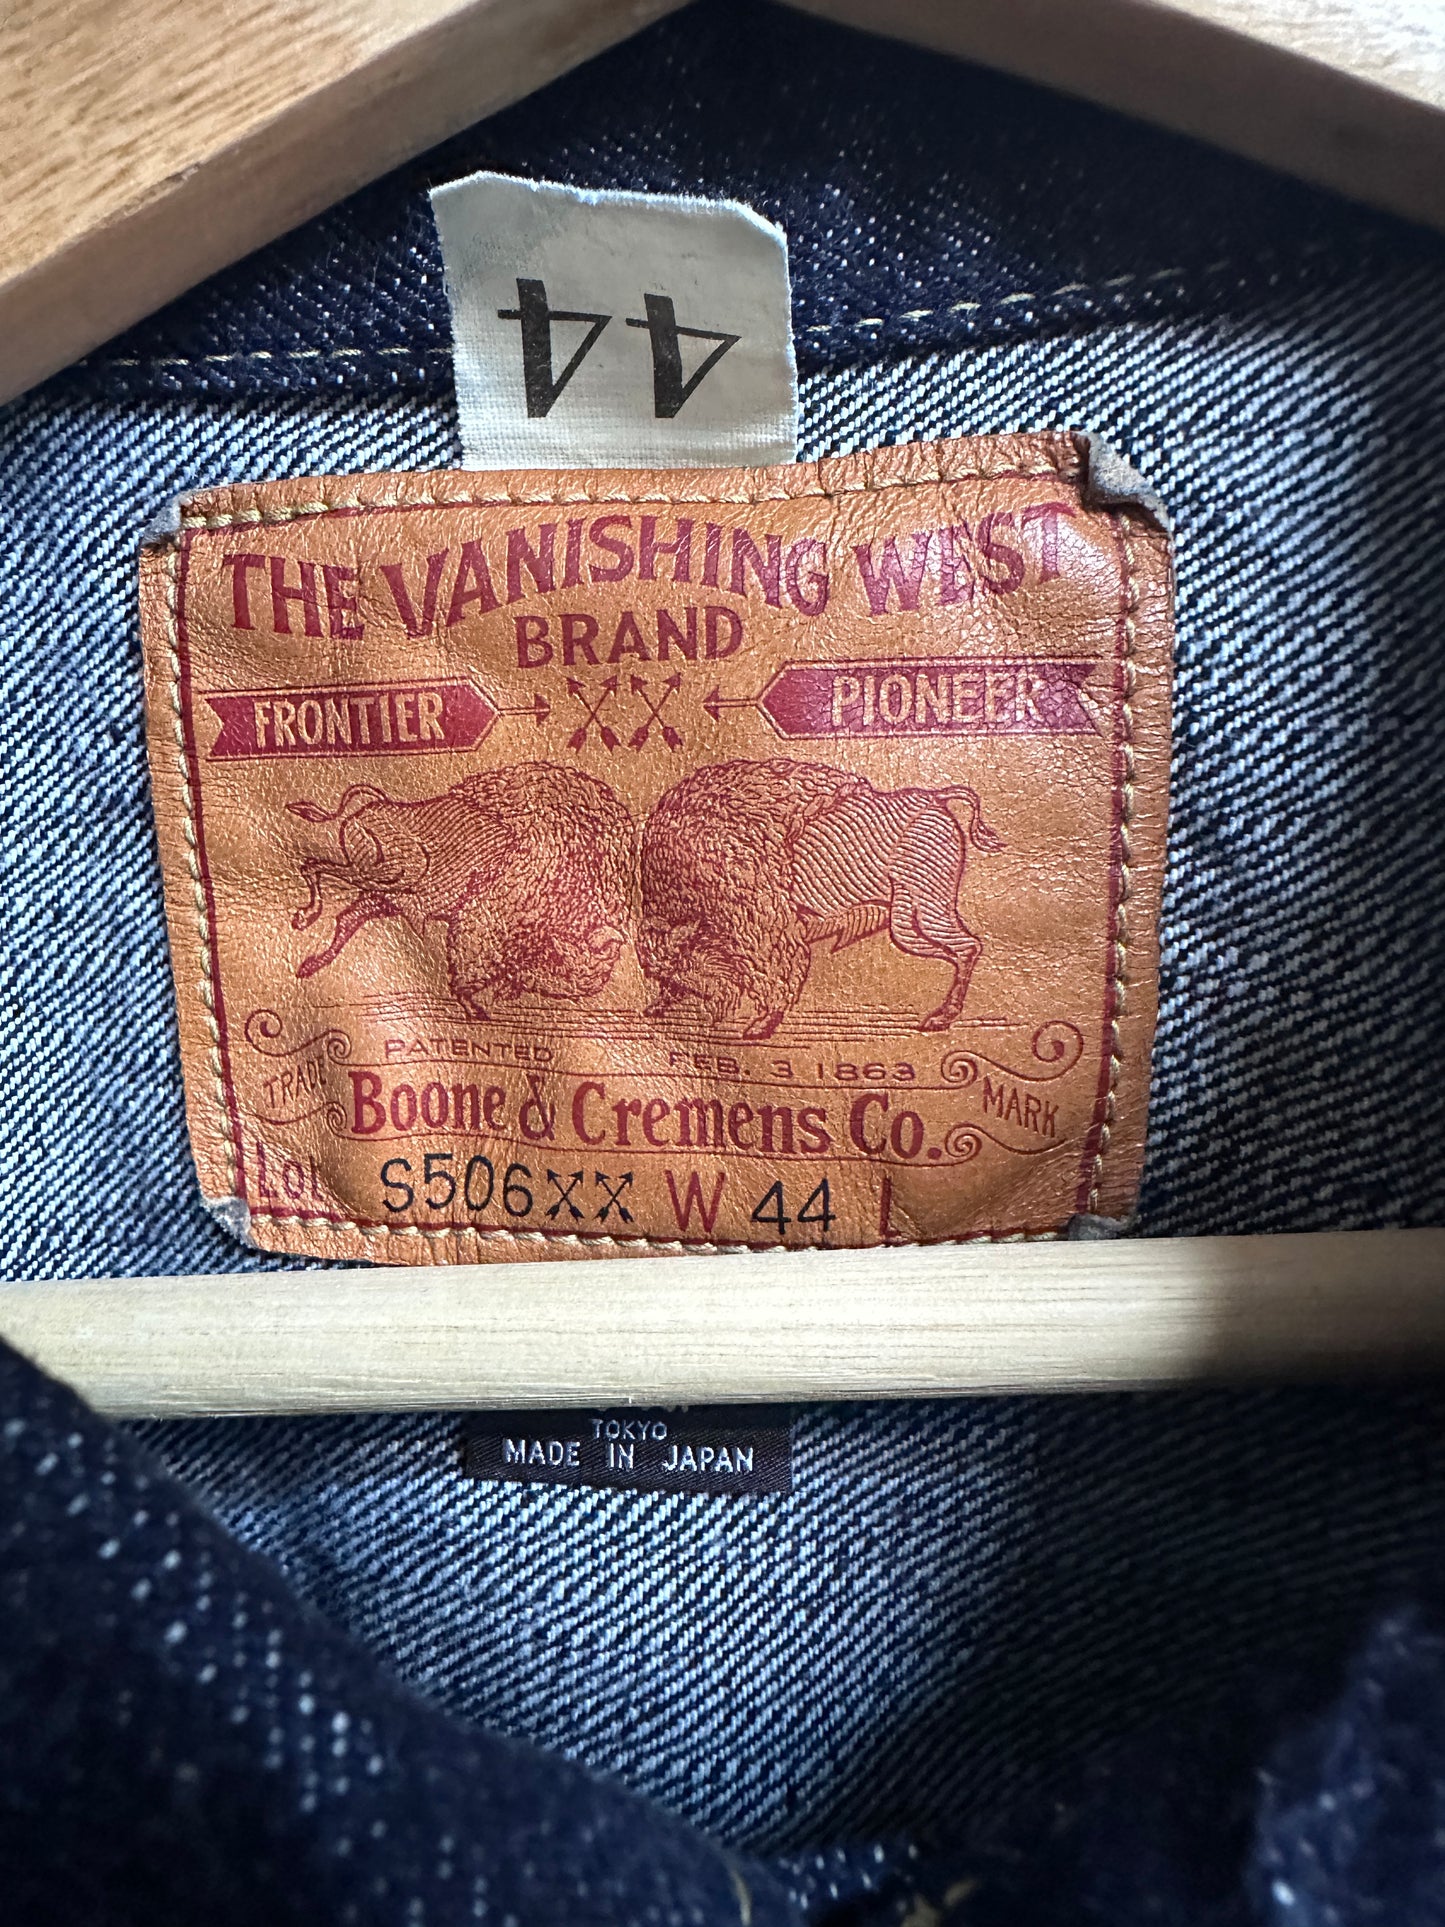 44
THE VANISHING WEST
BRAND
FRONTIER XX PIONEER
PATENTED FEB. 3 1863
TRADE Boone & Cremens Co. MARK
Lot S506XX W 44 L
TOKYO
MADE IN JAPAN